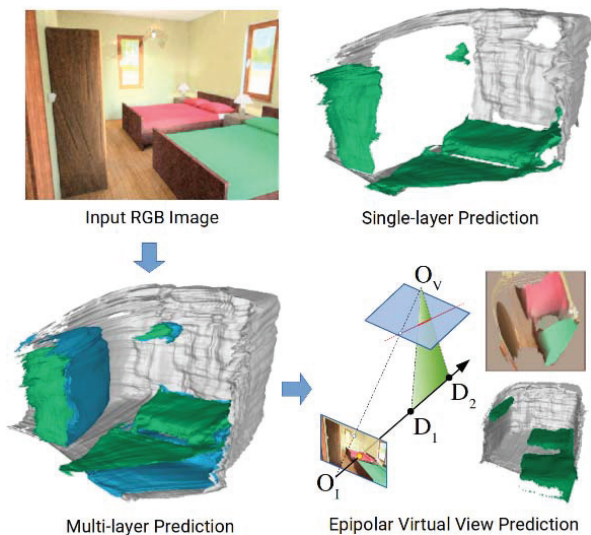 Input RGB Image
Single-layer Prediction
O_V
D_1
D_2
O_I
Multi-layer Prediction
Epipolar Virtual View Prediction